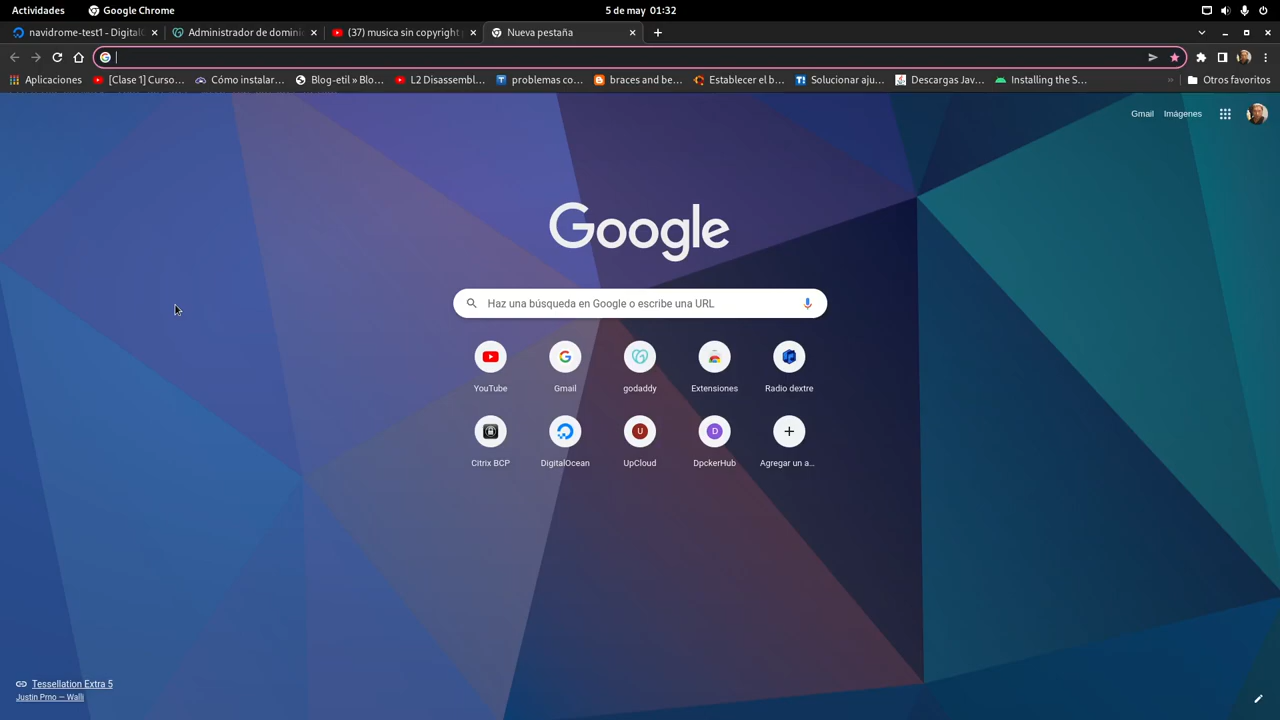 Actividades Google Chrome 5 de may 01:32
navidrome-test1 - Digital Administrador de domini (37) musica sin copyright Nueva pestaña
Aplicaciones [Clase 1] Curso... Cómo instalar... Blog-etil » Blo... L2 Disassembl... problemas co... braces and be... Establecer el b... Solucionar aju... Descargas Jav... Installing the S... » Otros favoritos
Gmail Imágenes
Google
Haz una búsqueda en Google o escribe una URL
YouTube Gmail godaddy Extensiones Radio dextre
U D
Citrix BCP DigitalOcean UpCloud DpckerHub Agregar un a...
Tessellation Extra 5
Justin Prno — Walli